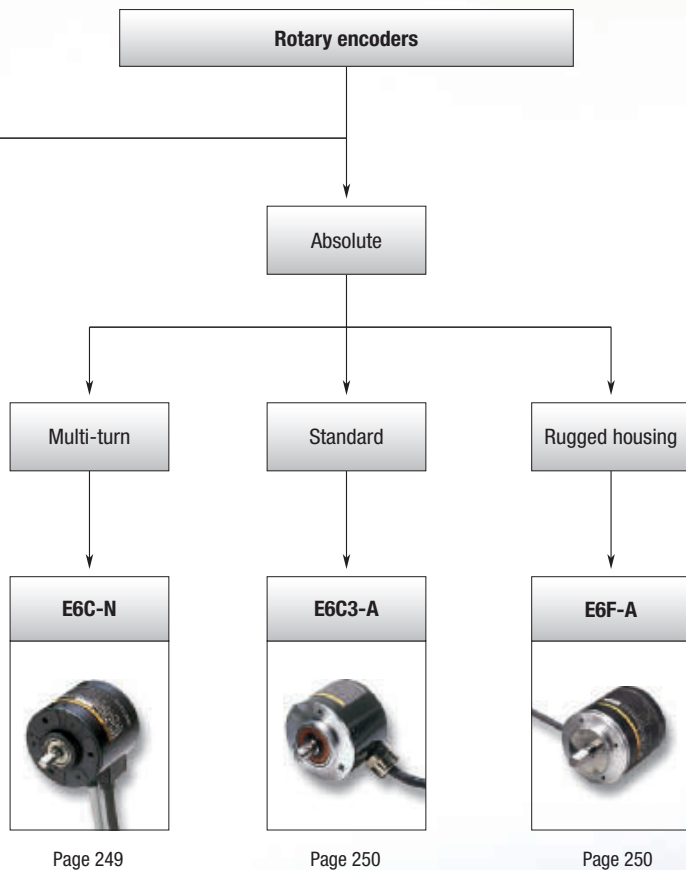 Rotary encoders
Absolute
Multi-turn
Standard
Rugged housing
E6C-N
E6C3-A
E6F-A
Page 249
Page 250
Page 250